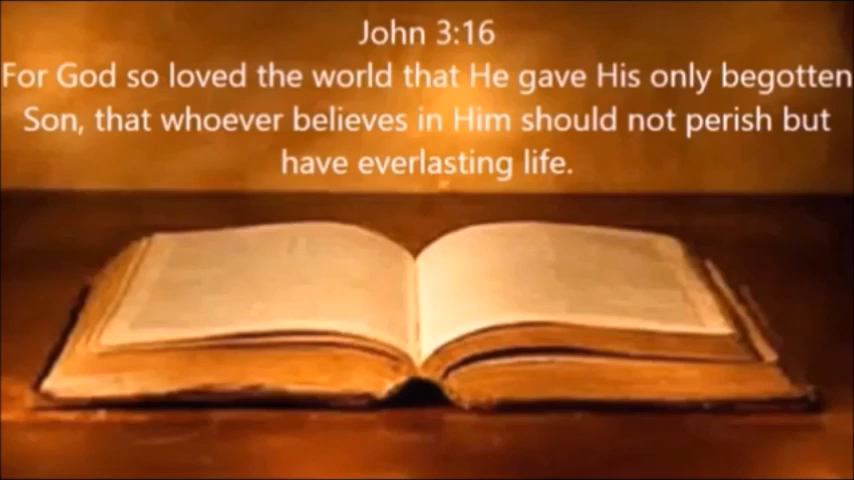 John 3:16
For God so loved the world that He gave His only begotten
Son, that whoever believes in Him should not perish but
have everlasting life.